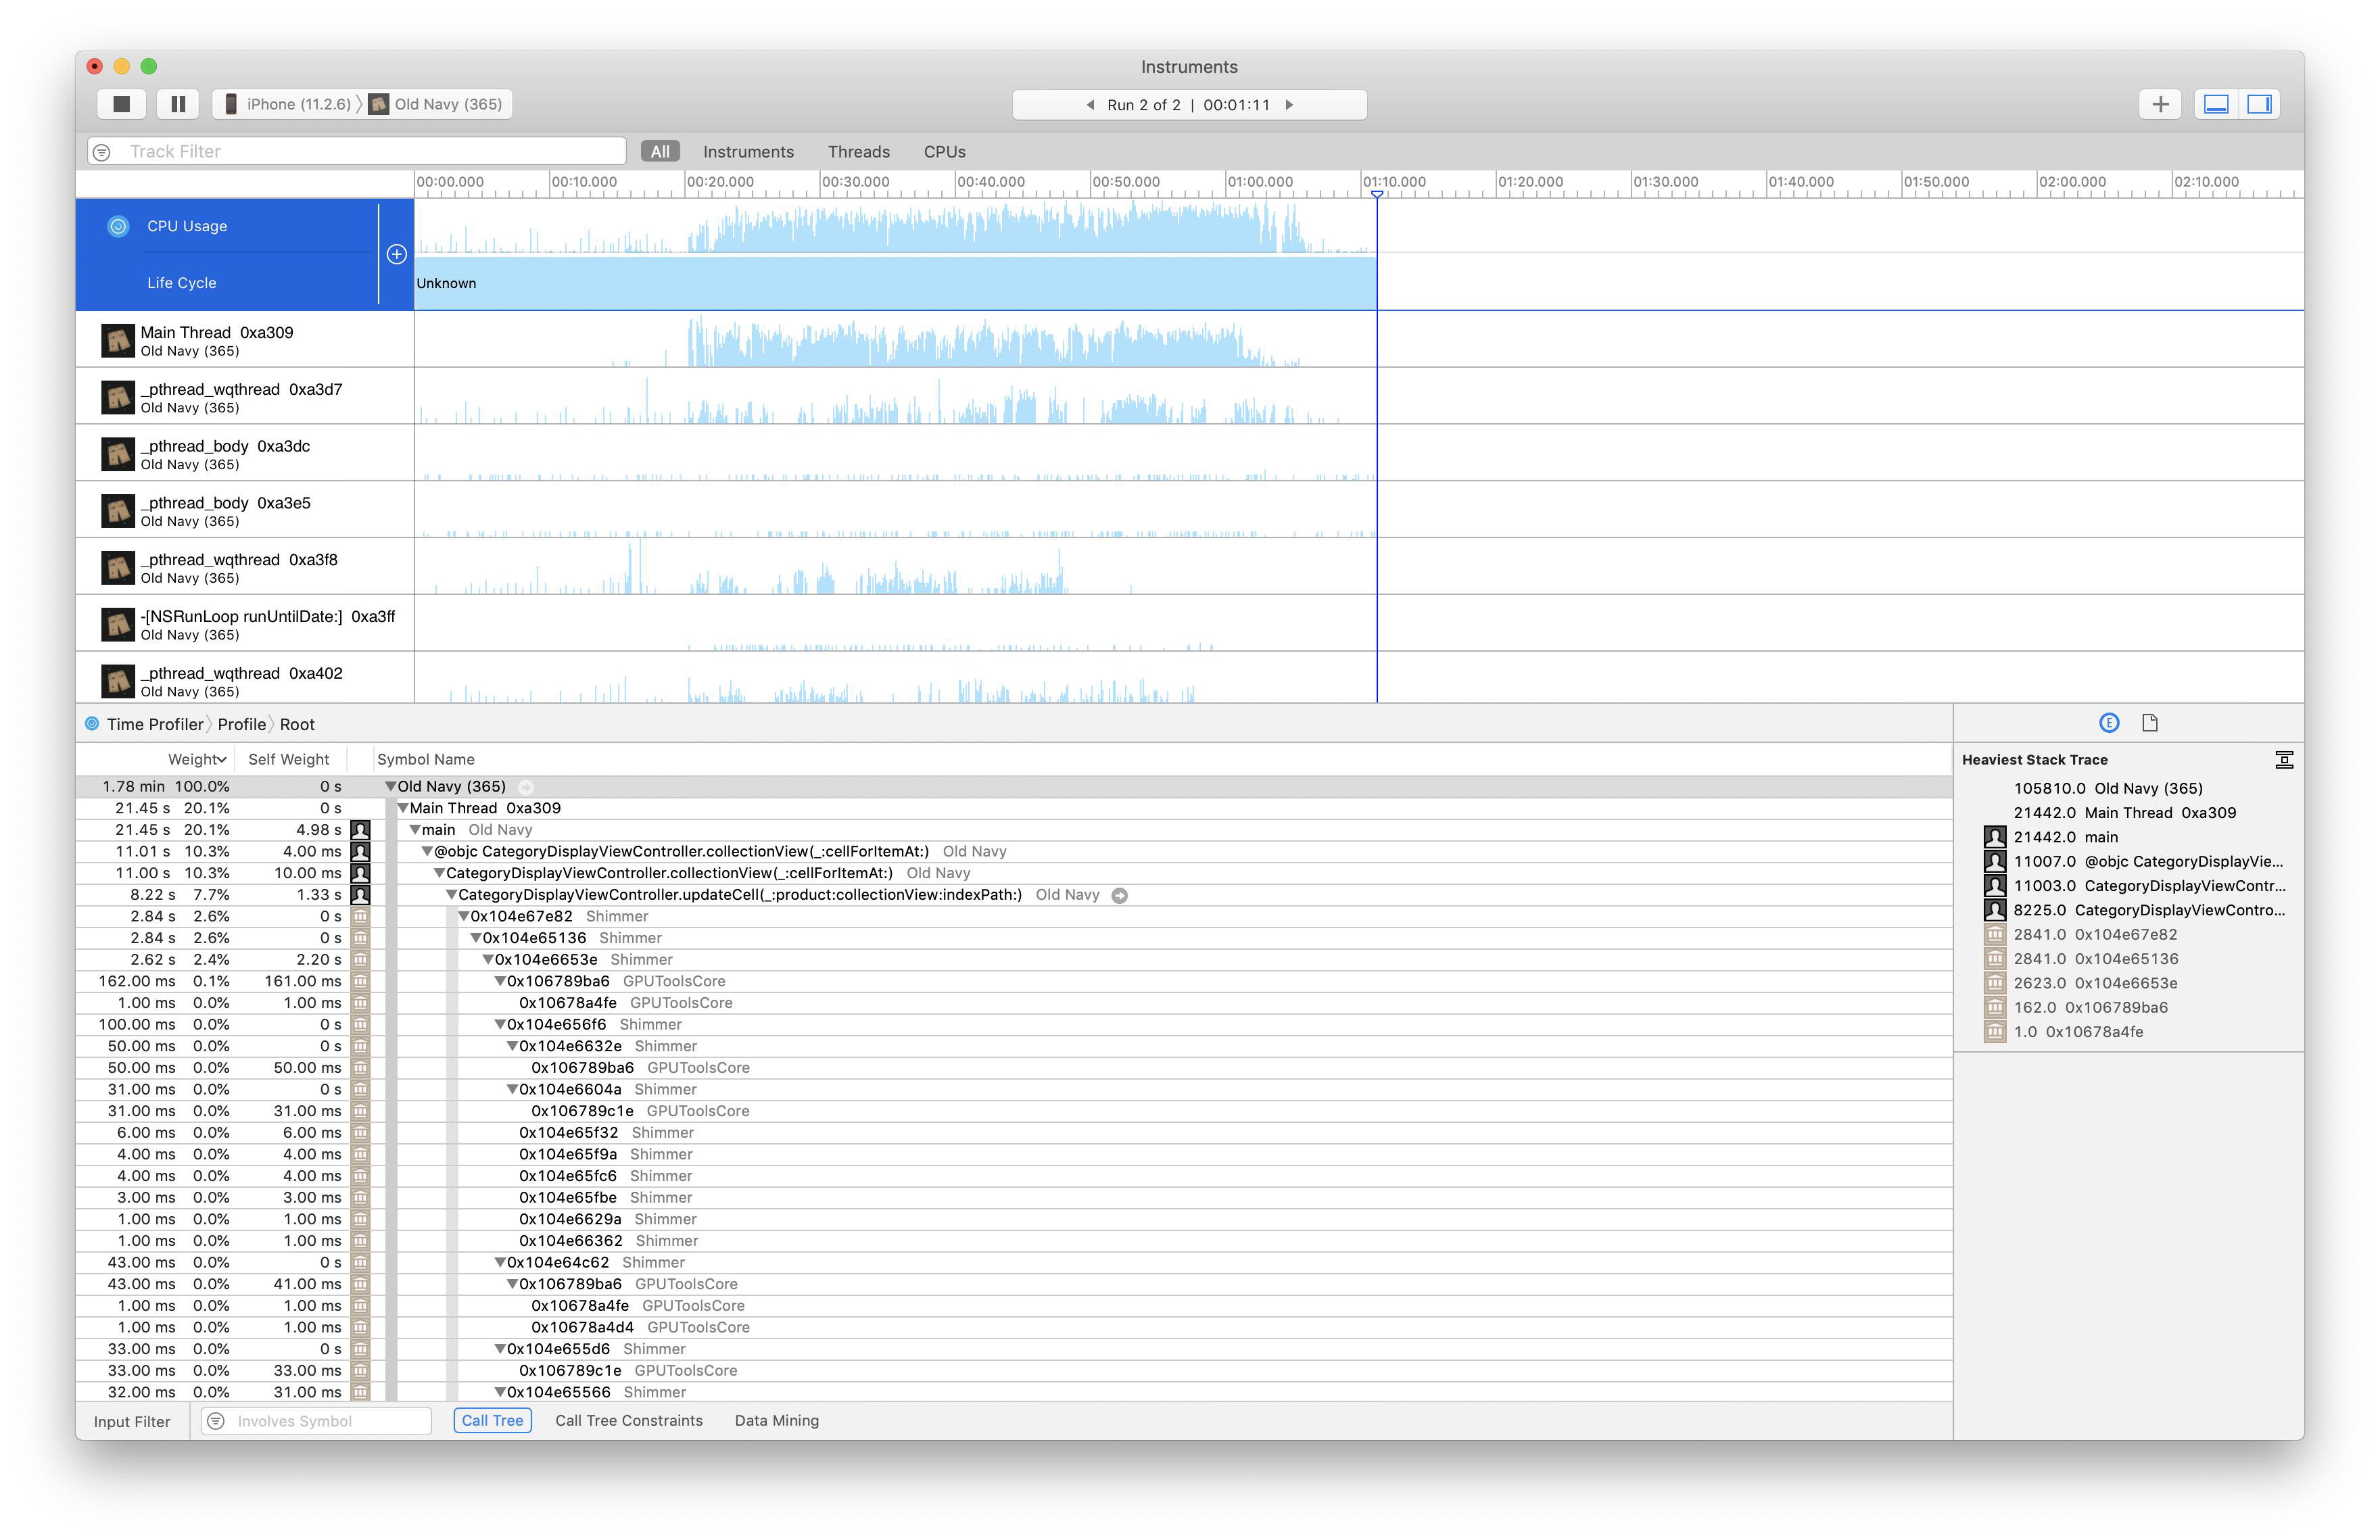 Instruments
iPhone (11.2.6) Old Navy (365)
Run 2 of 2 | 00:01:11
Track Filter All Instruments Threads CPUs
00:00.000 00:10.000 00:20.000 00:30.000 00:40.000 00:50.000 01:00.000 01:10.000 01:20.000 01:30.000 01:40.000 01:50.000 02:00.000 02:10.000
CPU Usage
Life Cycle Unknown
Main Thread 0xa309
Old Navy (365)
_pthread_wqthread 0xa3d7
Old Navy (365)
_pthread_body 0xa3dc
Old Navy (365)
_pthread_body 0xa3e5
Old Navy (365)
_pthread_wqthread 0xa3f8
Old Navy (365)
-[NSRunLoop runUntilDate:] 0xa3ff
Old Navy (365)
_pthread_wqthread 0xa402
Old Navy (365)
Time Profiler Profile Root
Weight Self Weight Symbol Name
1.78 min 100.0% 0 s Old Navy (365)
21.45 s 20.1% 0 s Main Thread 0xa309
21.45 s 20.1% 4.98 s main Old Navy
11.01 s 10.3% 4.00 ms @objc CategoryDisplayViewController.collectionView(_:cellForItemAt:) Old Navy
11.00 s 10.3% 10.00 ms CategoryDisplayViewController.collectionView(_:cellForItemAt:) Old Navy
8.22 s 7.7% 1.33 s CategoryDisplayViewController.updateCell(_:product:collectionView:indexPath:) Old Navy
2.84 s 2.6% 0 s 0x104e67e82 Shimmer
2.84 s 2.6% 0 s 0x104e65136 Shimmer
2.62 s 2.4% 2.20 s 0x104e6653e Shimmer
162.00 ms 0.1% 161.00 ms 0x106789ba6 GPUToolsCore
1.00 ms 0.0% 1.00 ms 0x10678a4fe GPUToolsCore
100.00 ms 0.0% 0 s 0x104e656f6 Shimmer
50.00 ms 0.0% 0 s 0x104e6632e Shimmer
50.00 ms 0.0% 50.00 ms 0x106789ba6 GPUToolsCore
31.00 ms 0.0% 0 s 0x104e6604a Shimmer
31.00 ms 0.0% 31.00 ms 0x106789c1e GPUToolsCore
6.00 ms 0.0% 6.00 ms 0x104e65f32 Shimmer
4.00 ms 0.0% 4.00 ms 0x104e65f9a Shimmer
4.00 ms 0.0% 4.00 ms 0x104e65fc6 Shimmer
3.00 ms 0.0% 3.00 ms 0x104e65fbe Shimmer
1.00 ms 0.0% 1.00 ms 0x104e6629a Shimmer
1.00 ms 0.0% 1.00 ms 0x104e66362 Shimmer
43.00 ms 0.0% 0 s 0x104e64c62 Shimmer
43.00 ms 0.0% 41.00 ms 0x106789ba6 GPUToolsCore
1.00 ms 0.0% 1.00 ms 0x10678a4fe GPUToolsCore
1.00 ms 0.0% 1.00 ms 0x10678a4d4 GPUToolsCore
33.00 ms 0.0% 0 s 0x104e655d6 Shimmer
33.00 ms 0.0% 33.00 ms 0x106789c1e GPUToolsCore
32.00 ms 0.0% 31.00 ms 0x104e65566 Shimmer
Input Filter Involves Symbol Call Tree Call Tree Constraints Data Mining
E
Heaviest Stack Trace
105810.0 Old Navy (365)
21442.0 Main Thread 0xa309
21442.0 main
11007.0 @objc CategoryDisplayVie...
11003.0 CategoryDisplayViewContr...
8225.0 CategoryDisplayViewContro...
2841.0 0x104e67e82
2841.0 0x104e65136
2623.0 0x104e6653e
162.0 0x106789ba6
1.0 0x10678a4fe